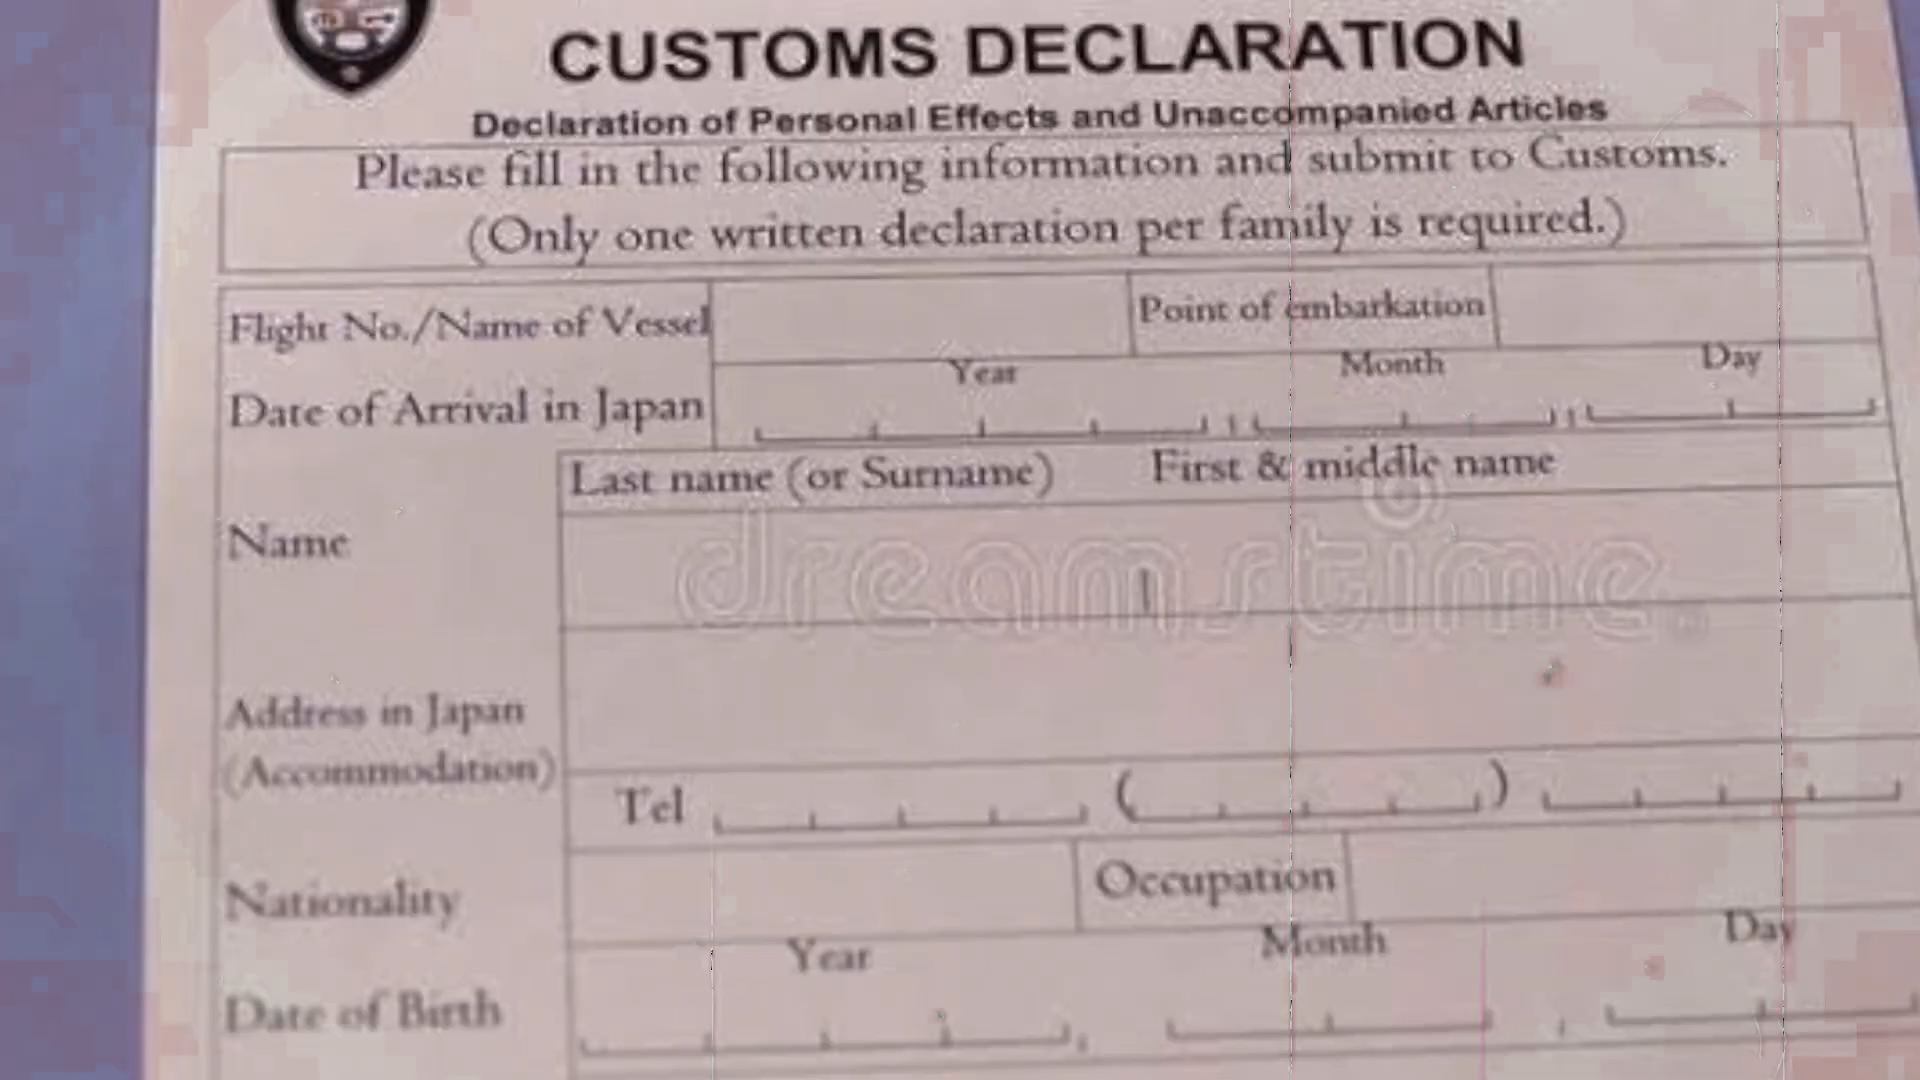 CUSTOMS DECLARATION
Declaration of Personal Effects and Unaccompanied Articles
Please fill in the following information and submit to Customs.
(Only one written declaration per family is required.)
Flight No./Name of Vessel Point of embarkation
Year Month Day
Date of Arrival in Japan
Last name (or Surname) First & middle name
Name
dreamstime.
Address in Japan
(Accommodation)
Tel ( )
Nationality Occupation
Year Month Day
Date of Birth